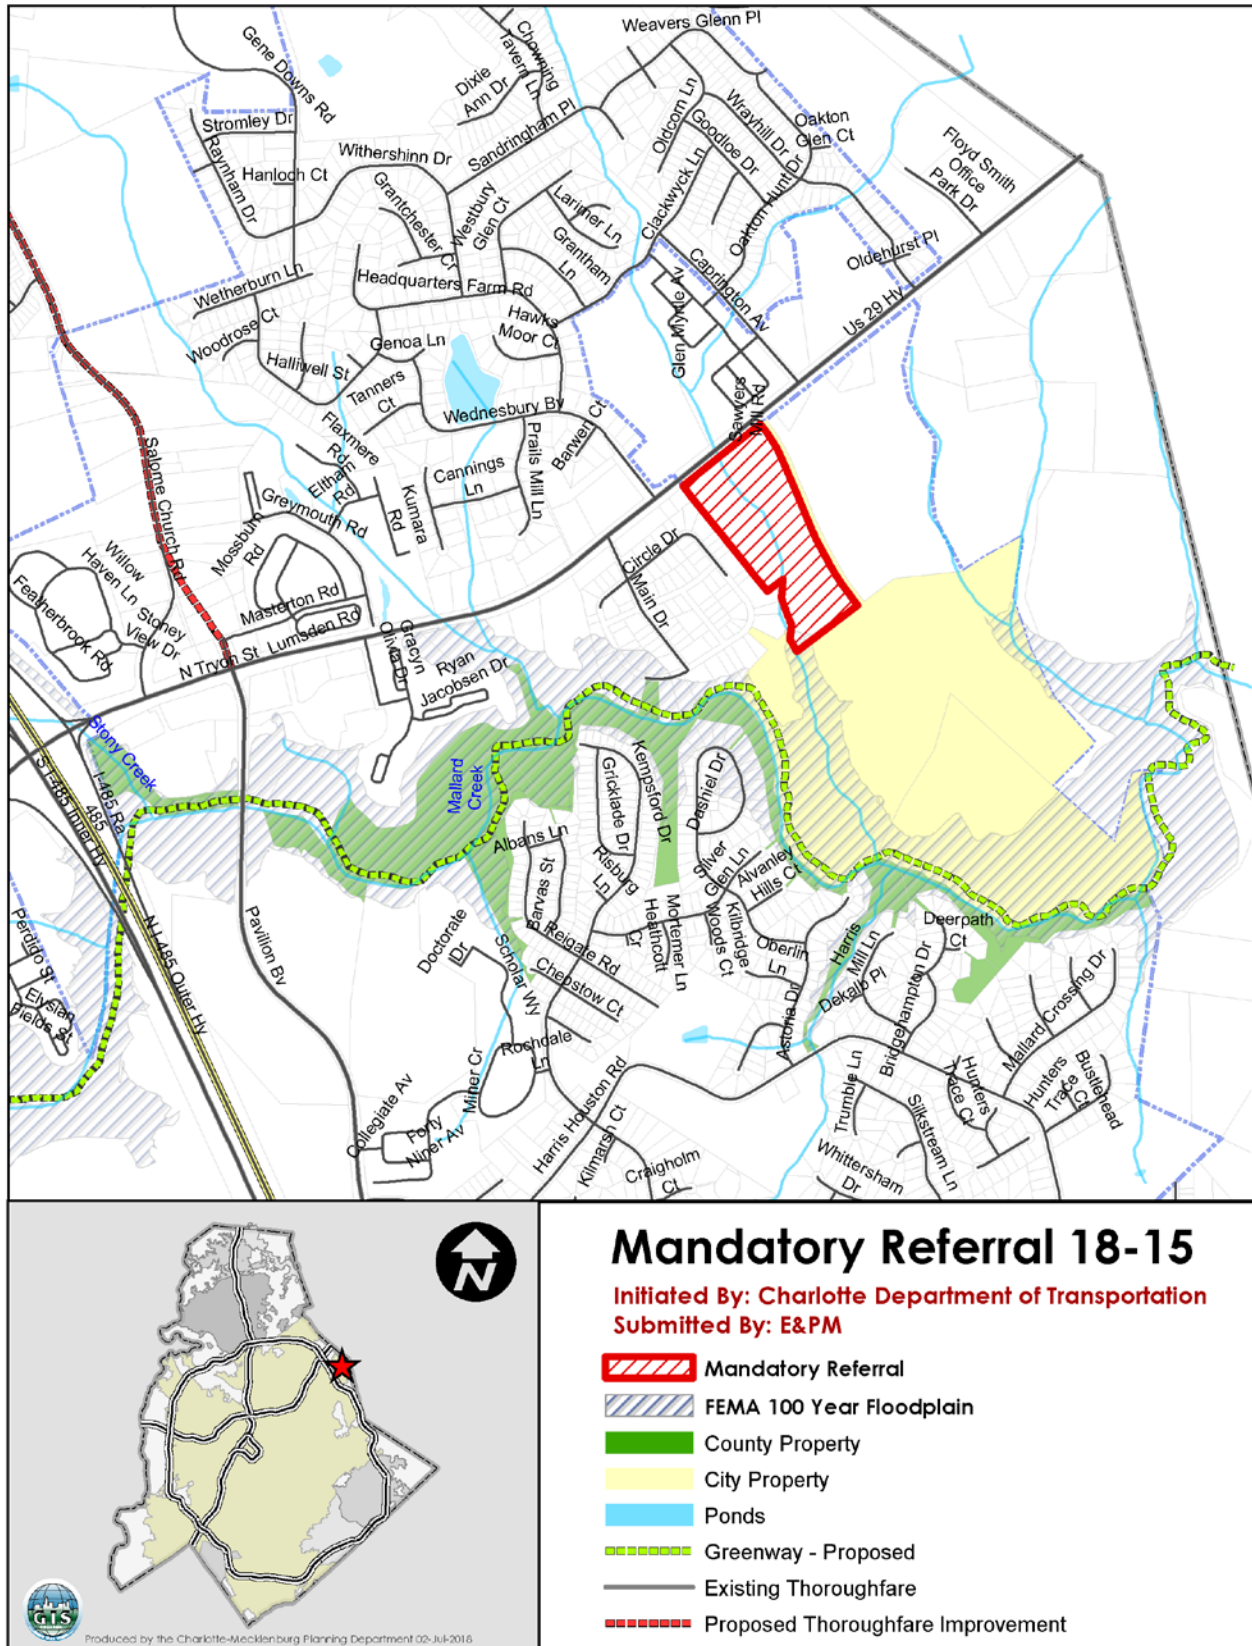 Weavers Glenn Pl
Gene Downs Rd
Chowning
Tavern Ln
Dixie
Ann Dr
Stromley Dr
Raynham Dr
Hanloch Ct
Withershinn Dr
Sandringham Pl
Oldcorn Ln
Wrayhill Dr
Goodloe Dr
Oakton
Glen Ct
Floyd Smith
Office
Park Dr
Grantchester Cr
Westbury
Glen Ct
Larimer Ln
Grantham
Ln
Clackwyck Ln
Oakton Hunt Dr
Caprington Av
Oldehurst Pl
Wetherburn Ln
Headquarters Farm Rd
Glen Myrtle Av
Us 29 Hy
Woodrose Ct
Halliwell St
Genoa Ln
Hawks
Moor Ct
Tanners
Ct
Wednesbury Bv
Sawyers
Mill Rd
Flaxmere
Rd
Eltham
Rd
Cannings
Ln
Kumara
Rd
Prails Mill Ln
Barwen Ct
Salome Church Rd
Greymouth Rd
Mossburn
Rd
Circle Dr
Main Dr
Willow
Haven Ln
Stoney
View Dr
Featherbrook Rd
Masterton Rd
Lumsden Rd
N Tryon St
Olivia Dr
Gracyn
Ryan
Jacobsen Dr
Stony Creek
Mallard
Creek
S I-485 Inner Hy
I-485 Ra
485
Gricklade Dr
Kempsford Dr
Dashiel Dr
Albans Ln
Barvas St
Risburg
Ln
Silver
Glen Ln
Alvanley
Hills Ct
N I-485 Outer Hy
Pavilion Bv
Perdigo St
Elysian
Fields St
Doctorate
Dr
Scholar Wy
Reigate Rd
Chepstow Ct
Heathcott
Cr
Mortemer Ln
Woods Ct
Kilbridge
Oberlin
Ln
Harris
Mill Ln
Deerpath
Ct
Dekalb Pl
Bridgehampton Dr
Astoria Dr
Mallard Crossing Dr
Rochdale
Ln
Miner Cr
Collegiate Av
Forty
Niner Av
Harris Houston Rd
Kilmarsh Ct
Craigholm
Ct
Trumble Ln
Silkstream Ln
Whittersham
Dr
Hunters
Trace Ct
Hunters
Trace Ct
Bustlehead
N
GIS
Produced by the Charlotte-Mecklenburg Planning Department 02-Jul-2018
Mandatory Referral 18-15
Initiated By: Charlotte Department of Transportation
Submitted By: E&PM
Mandatory Referral
FEMA 100 Year Floodplain
County Property
City Property
Ponds
Greenway - Proposed
Existing Thoroughfare
Proposed Thoroughfare Improvement